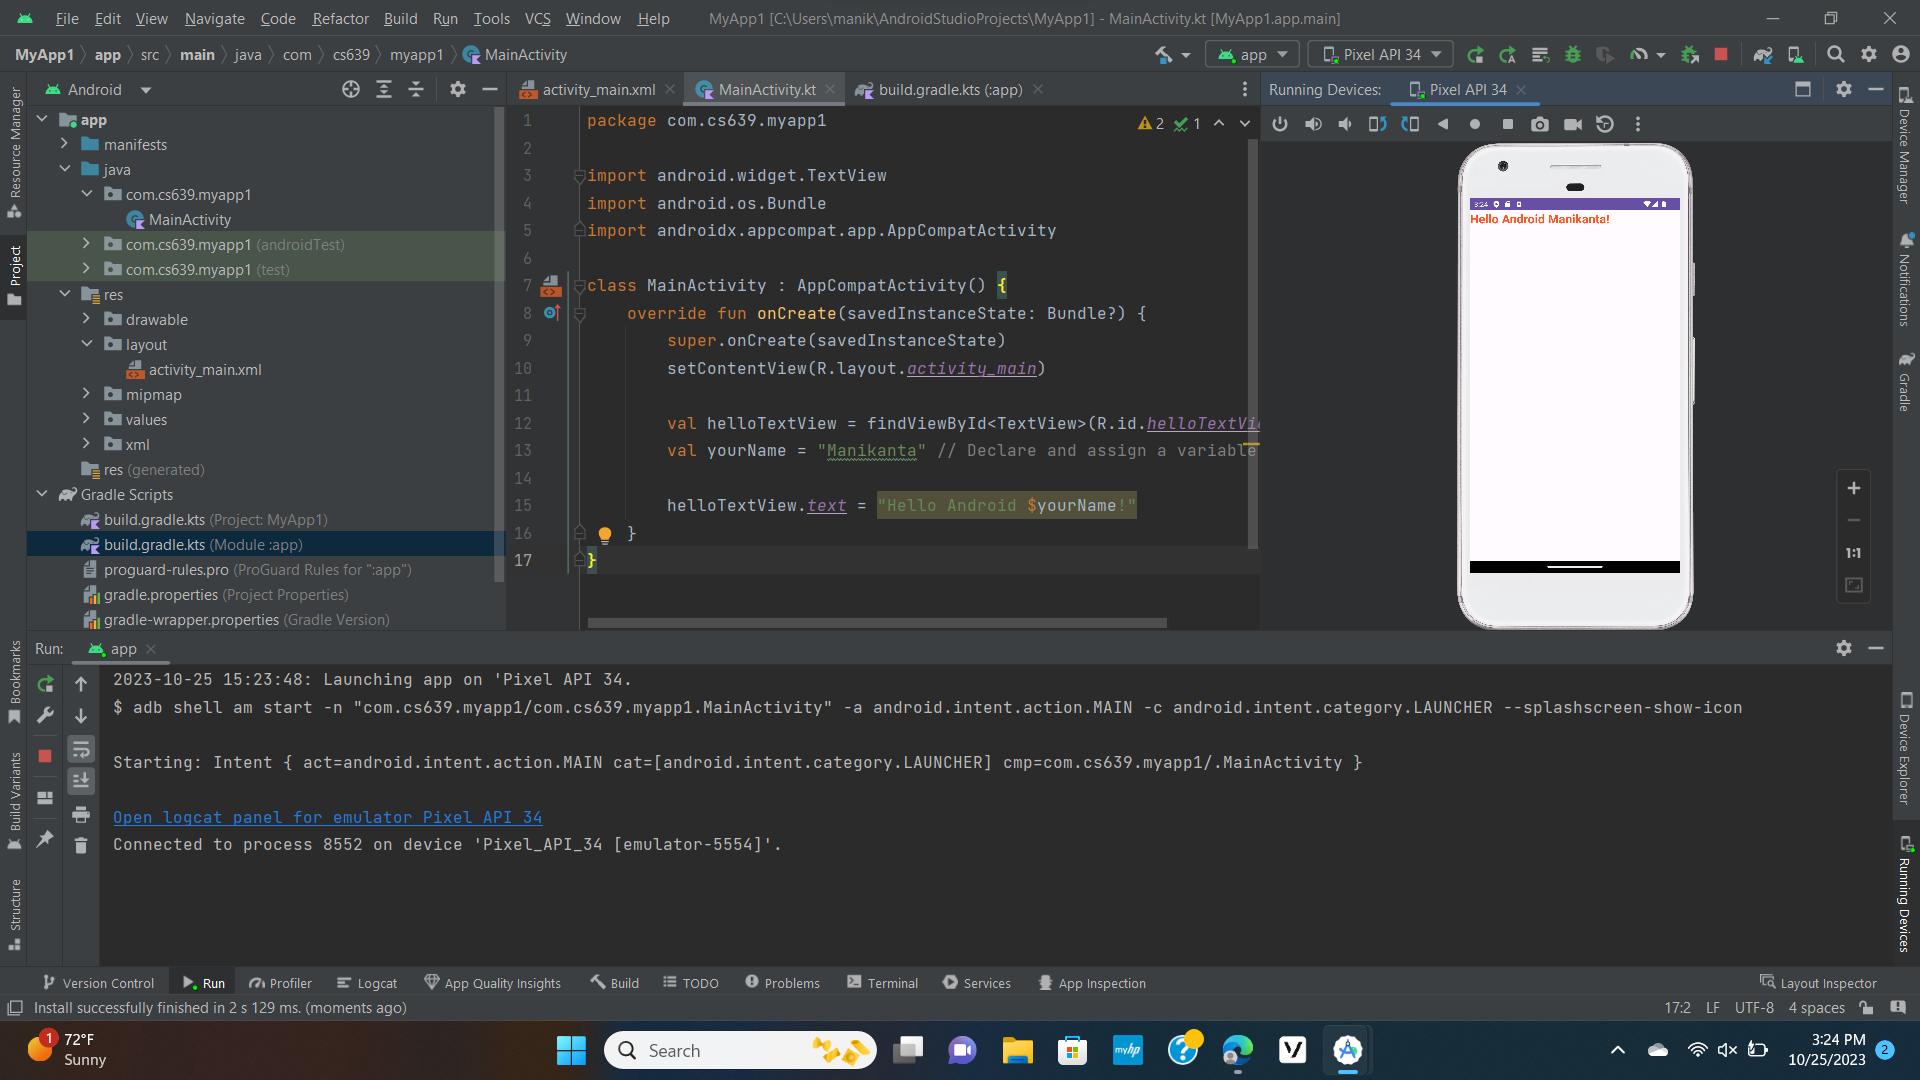 File Edit View Navigate Code Refactor Build Run Tools VCS Window Help MyApp1 [C:\Users\manik\AndroidStudioProjects\MyApp1] - MainActivity.kt [MyApp1.app.main]
MyApp1 app src main java com cs639 myapp1 MainActivity app Pixel API 34
Android activity_main.xml MainActivity.kt build.gradle.kts (:app) Running Devices: Pixel API 34
Resource Manager
Project
Bookmarks
Build Variants
Structure
app
manifests
java
com.cs639.myapp1
MainActivity
com.cs639.myapp1 (androidTest)
com.cs639.myapp1 (test)
res
drawable
layout
activity_main.xml
mipmap
values
xml
res (generated)
Gradle Scripts
build.gradle.kts (Project: MyApp1)
build.gradle.kts (Module :app)
proguard-rules.pro (ProGuard Rules for ":app")
gradle.properties (Project Properties)
gradle-wrapper.properties (Gradle Version)
1 package com.cs639.myapp1 2 1
2
3 import android.widget.TextView
4 import android.os.Bundle
5 import androidx.appcompat.app.AppCompatActivity
6
7 class MainActivity : AppCompatActivity() {
8 override fun onCreate(savedInstanceState: Bundle?) {
9 super.onCreate(savedInstanceState)
10 setContentView(R.layout.activity_main)
11
12 val helloTextView = findViewById<TextView>(R.id.helloTextVi
13 val yourName = "Manikanta" // Declare and assign a variable
14
15 helloTextView.text = "Hello Android $yourName!"
16 }
17 }
3:24
Hello Android Manikanta!
1:1
Device Manager
Notifications
Gradle
Device Explorer
Running Devices
Run: app
2023-10-25 15:23:48: Launching app on 'Pixel API 34.
$ adb shell am start -n "com.cs639.myapp1/com.cs639.myapp1.MainActivity" -a android.intent.action.MAIN -c android.intent.category.LAUNCHER --splashscreen-show-icon
Starting: Intent { act=android.intent.action.MAIN cat=[android.intent.category.LAUNCHER] cmp=com.cs639.myapp1/.MainActivity }
Open logcat panel for emulator Pixel API 34
Connected to process 8552 on device 'Pixel_API_34 [emulator-5554]'.
Version Control Run Profiler Logcat App Quality Insights Build TODO Problems Terminal Services App Inspection Layout Inspector
Install successfully finished in 2 s 129 ms. (moments ago) 17:2 LF UTF-8 4 spaces
1 72°F
Sunny
Search
myhp
3:24 PM
10/25/2023
2